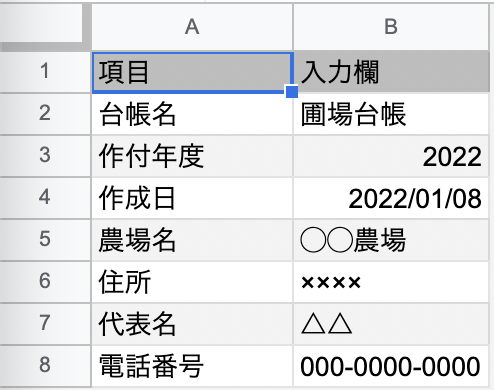 A B
1 項目 入力欄
2 台帳名 圃場台帳
3 作付年度 2022
4 作成日 2022/01/08
5 農場名 ◯◯農場
6 住所 ××××
7 代表名 △△
8 電話番号 000-0000-0000